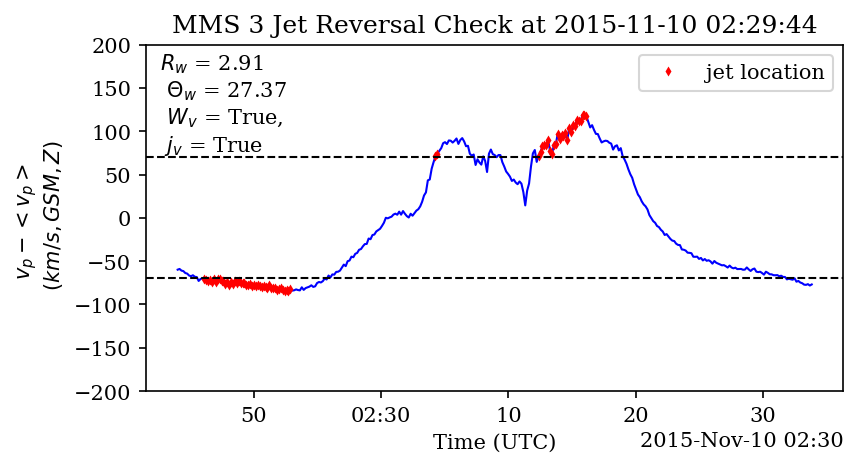 MMS 3 Jet Reversal Check at 2015-11-10 02:29:44
R_w = 2.91
Θ_w = 27.37
W_v = True,
j_v = True
jet location
v_p − < v_p >
(km/s, GSM, Z)
200
150
100
50
0
−50
−100
−150
−200
50
02:30
10
20
30
Time (UTC)
2015-Nov-10 02:30